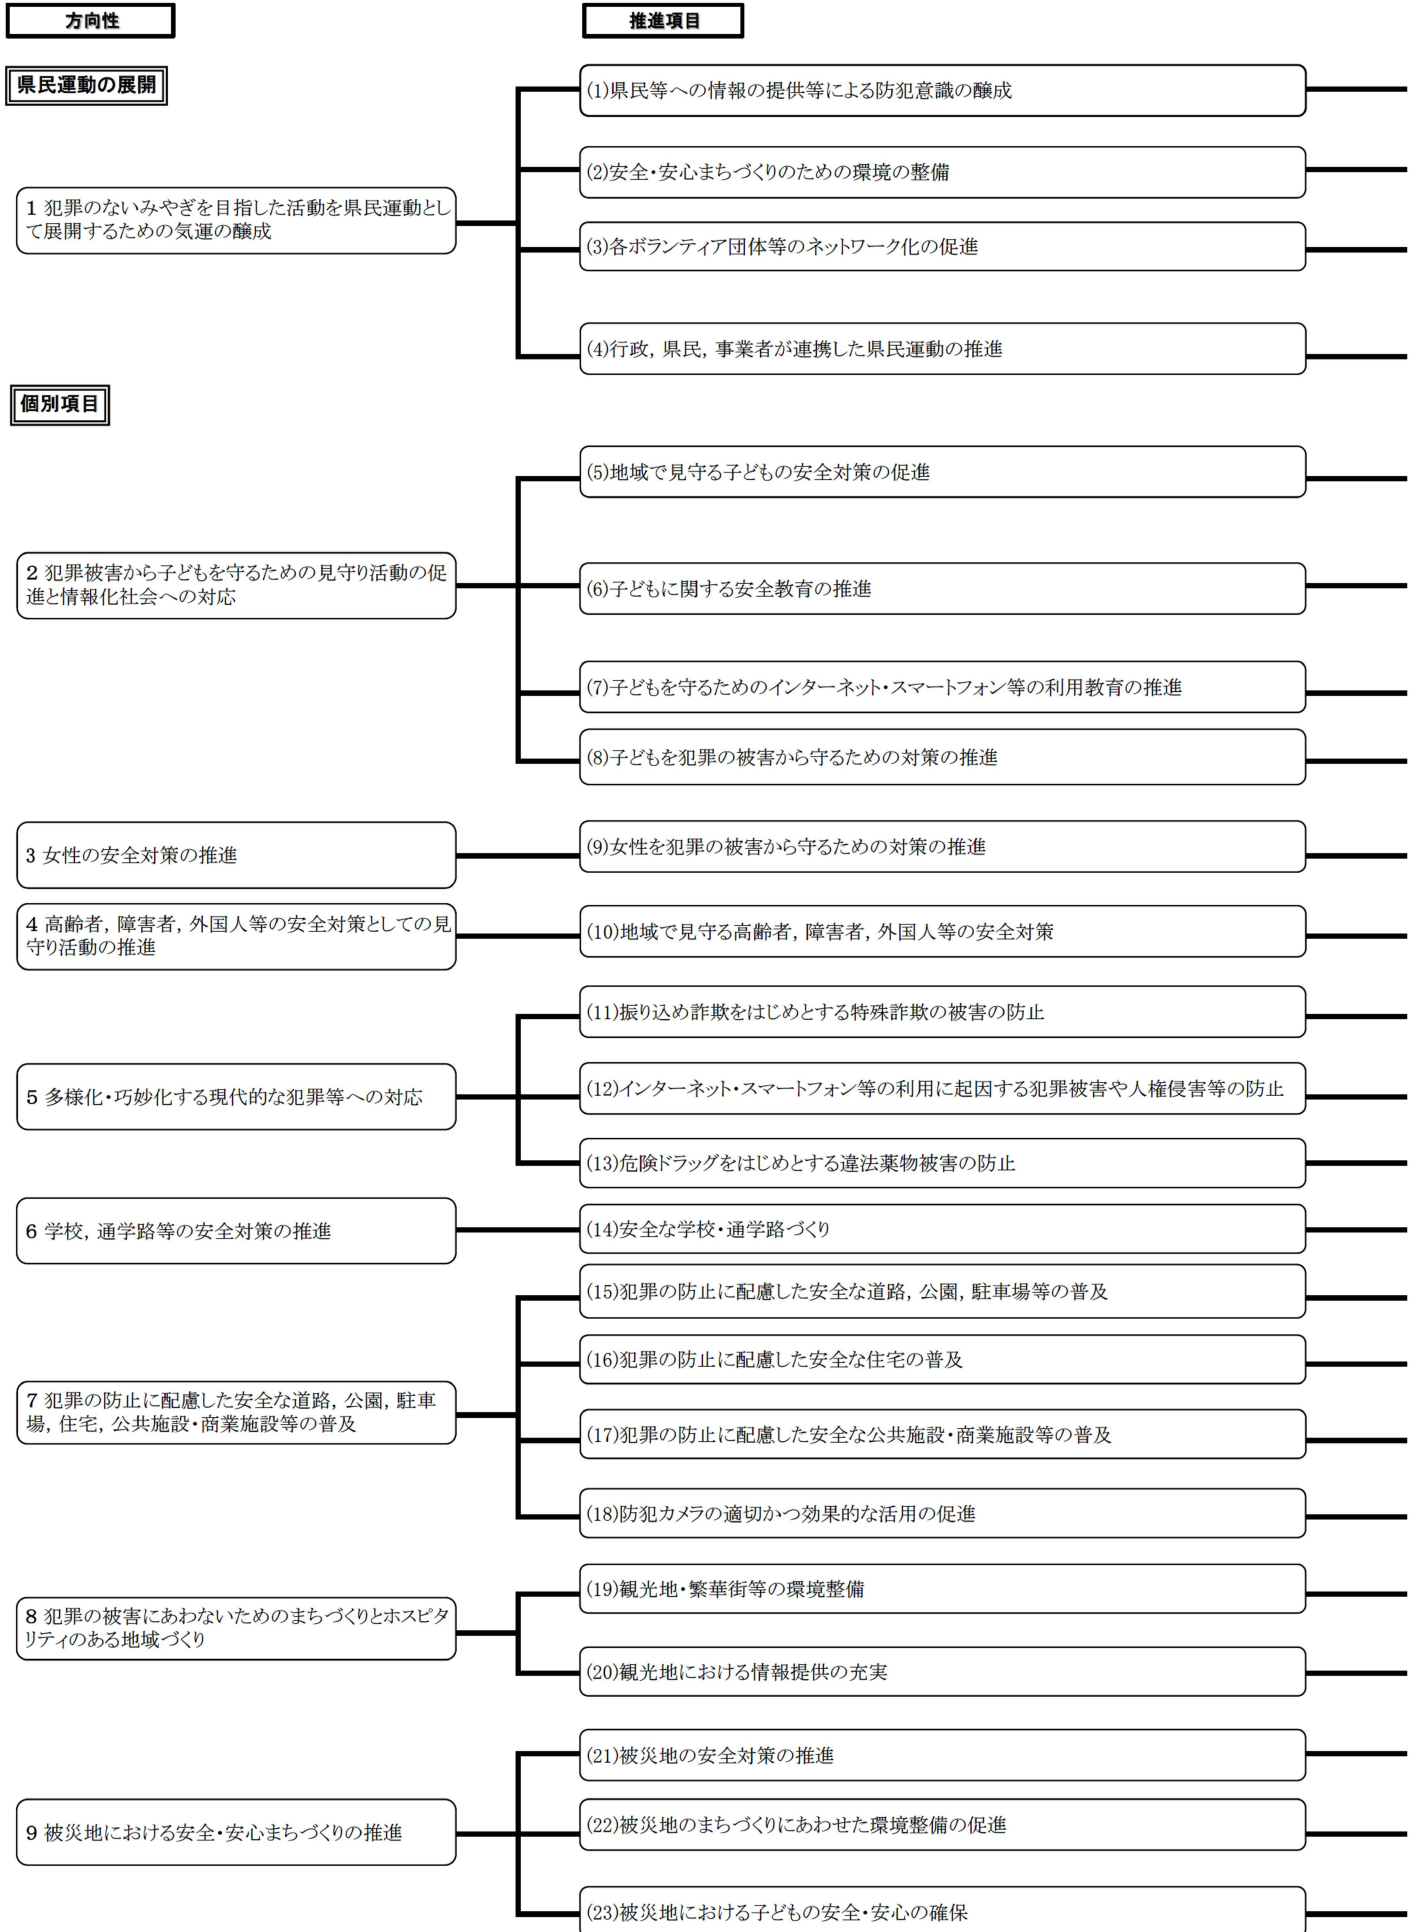 方向性
推進項目
県民運動の展開
1 犯罪のないみやぎを目指した活動を県民運動とし
て展開するための気運の醸成
(1)県民等への情報の提供等による防犯意識の醸成
(2)安全・安心まちづくりのための環境の整備
(3)各ボランティア団体等のネットワーク化の促進
(4)行政，県民，事業者が連携した県民運動の推進
個別項目
2 犯罪被害から子どもを守るための見守り活動の促
進と情報化社会への対応
(5)地域で見守る子どもの安全対策の促進
(6)子どもに関する安全教育の推進
(7)子どもを守るためのインターネット・スマートフォン等の利用教育の推進
(8)子どもを犯罪の被害から守るための対策の推進
3 女性の安全対策の推進
(9)女性を犯罪の被害から守るための対策の推進
4 高齢者，障害者，外国人等の安全対策としての見
守り活動の推進
(10)地域で見守る高齢者，障害者，外国人等の安全対策
5 多様化・巧妙化する現代的な犯罪等への対応
(11)振り込め詐欺をはじめとする特殊詐欺の被害の防止
(12)インターネット・スマートフォン等の利用に起因する犯罪被害や人権侵害等の防止
(13)危険ドラッグをはじめとする違法薬物被害の防止
6 学校，通学路等の安全対策の推進
(14)安全な学校・通学路づくり
7 犯罪の防止に配慮した安全な道路，公園，駐車
場，住宅，公共施設・商業施設等の普及
(15)犯罪の防止に配慮した安全な道路，公園，駐車場等の普及
(16)犯罪の防止に配慮した安全な住宅の普及
(17)犯罪の防止に配慮した安全な公共施設・商業施設等の普及
(18)防犯カメラの適切かつ効果的な活用の促進
8 犯罪の被害にあわないためのまちづくりとホスピタ
リティのある地域づくり
(19)観光地・繁華街等の環境整備
(20)観光地における情報提供の充実
9 被災地における安全・安心まちづくりの推進
(21)被災地の安全対策の推進
(22)被災地のまちづくりにあわせた環境整備の促進
(23)被災地における子どもの安全・安心の確保